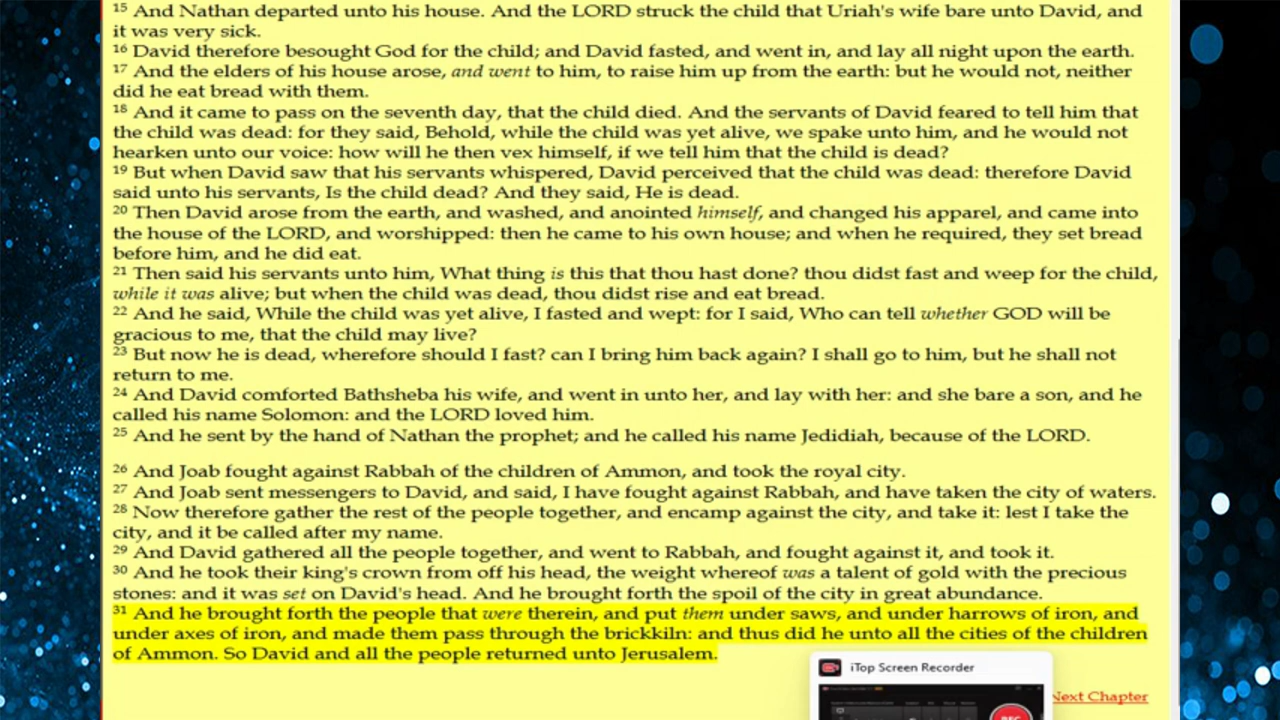 15 And Nathan departed unto his house. And the LORD struck the child that Uriah's wife bare unto David, and
it was very sick.
16 David therefore besought God for the child; and David fasted, and went in, and lay all night upon the earth.
17 And the elders of his house arose, and went to him, to raise him up from the earth: but he would not, neither
did he eat bread with them.
18 And it came to pass on the seventh day, that the child died. And the servants of David feared to tell him that
the child was dead: for they said, Behold, while the child was yet alive, we spake unto him, and he would not
hearken unto our voice: how will he then vex himself, if we tell him that the child is dead?
19 But when David saw that his servants whispered, David perceived that the child was dead: therefore David
said unto his servants, Is the child dead? And they said, He is dead.
20 Then David arose from the earth, and washed, and anointed himself, and changed his apparel, and came into
the house of the LORD, and worshipped: then he came to his own house; and when he required, they set bread
before him, and he did eat.
21 Then said his servants unto him, What thing is this that thou hast done? thou didst fast and weep for the child,
while it was alive; but when the child was dead, thou didst rise and eat bread.
22 And he said, While the child was yet alive, I fasted and wept: for I said, Who can tell whether GOD will be
gracious to me, that the child may live?
23 But now he is dead, wherefore should I fast? can I bring him back again? I shall go to him, but he shall not
return to me.
24 And David comforted Bathsheba his wife, and went in unto her, and lay with her: and she bare a son, and he
called his name Solomon: and the LORD loved him.
25 And he sent by the hand of Nathan the prophet; and he called his name Jedidiah, because of the LORD.
26 And Joab fought against Rabbah of the children of Ammon, and took the royal city.
27 And Joab sent messengers to David, and said, I have fought against Rabbah, and have taken the city of waters.
28 Now therefore gather the rest of the people together, and encamp against the city, and take it: lest I take the
city, and it be called after my name.
29 And David gathered all the people together, and went to Rabbah, and fought against it, and took it.
30 And he took their king's crown from off his head, the weight whereof was a talent of gold with the precious
stones: and it was set on David's head. And he brought forth the spoil of the city in great abundance.
31 And he brought forth the people that were therein, and put them under saws, and under harrows of iron, and
under axes of iron, and made them pass through the brickkiln: and thus did he unto all the cities of the children
of Ammon. So David and all the people returned unto Jerusalem.
iTop Screen Recorder
Next Chapter
REC